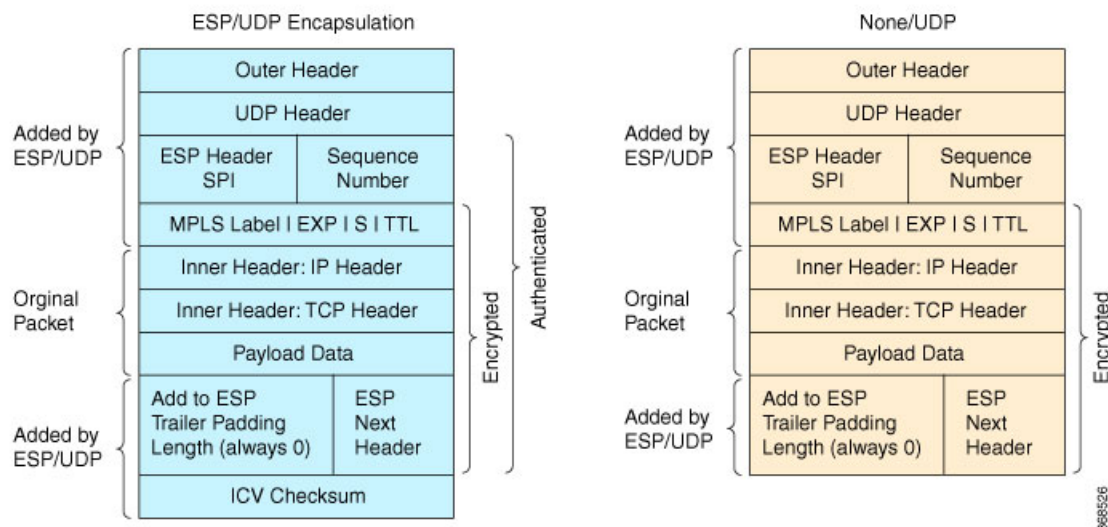 ESP/UDP Encapsulation
Added by
ESP/UDP
Orginal
Packet
Added by
ESP/UDP
Outer Header
UDP Header
ESP Header
SPI
Sequence
Number
MPLS Label | EXP | S | TTL
Inner Header: IP Header
Inner Header: TCP Header
Payload Data
Add to ESP
Trailer Padding
Length (always 0)
ESP
Next
Header
ICV Checksum
Encrypted
Authenticated
None/UDP
Added by
ESP/UDP
Orginal
Packet
Added by
ESP/UDP
Outer Header
UDP Header
ESP Header
SPI
Sequence
Number
MPLS Label | EXP | S | TTL
Inner Header: IP Header
Inner Header: TCP Header
Payload Data
Add to ESP
Trailer Padding
Length (always 0)
ESP
Next
Header
Encrypted
368526